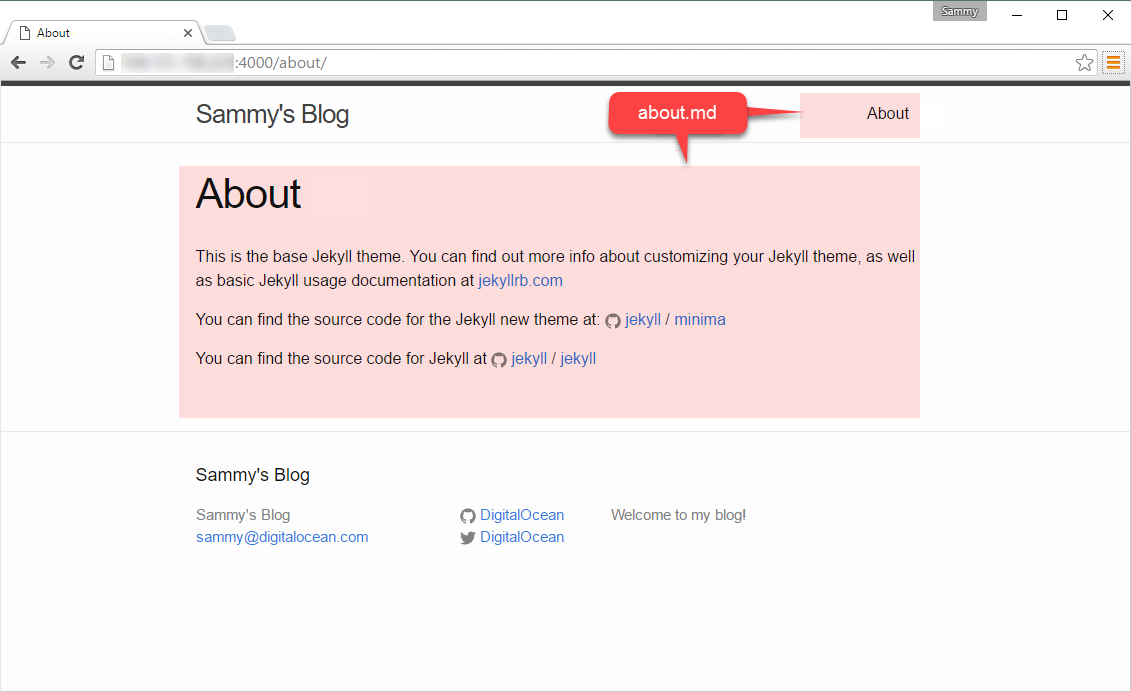 Sammy
About
:4000/about/
Sammy's Blog
about.md
About
About
This is the base Jekyll theme. You can find out more info about customizing your Jekyll theme, as well
as basic Jekyll usage documentation at jekyllrb.com
You can find the source code for the Jekyll new theme at: jekyll / minima
You can find the source code for Jekyll at jekyll / jekyll
Sammy's Blog
Sammy's Blog
sammy@digitalocean.com
DigitalOcean
DigitalOcean
Welcome to my blog!